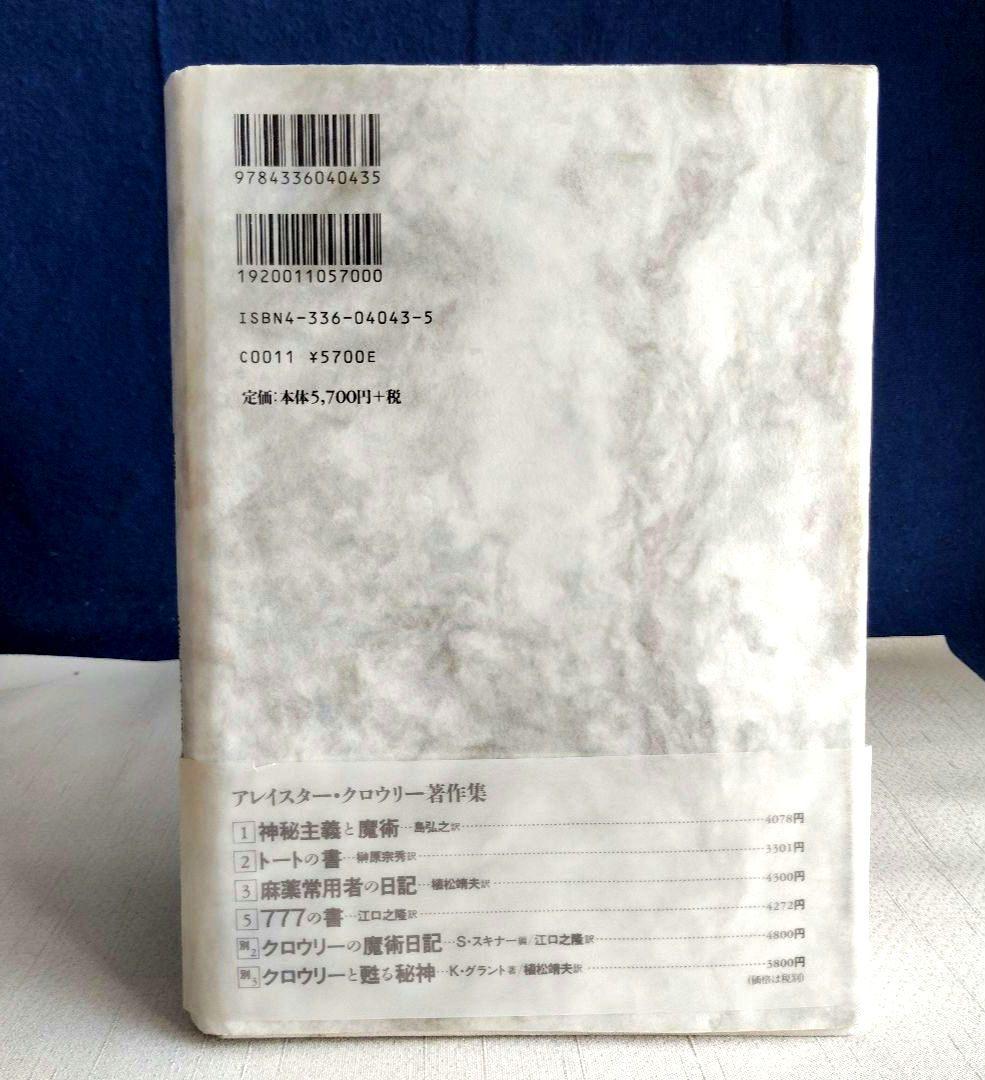 9784336040435
1920011057000
ISBN4-336-04043-5
C0011 ¥5700E
定価:本体5,700円+税
アレイスター・クロウリー著作集
1 神秘主義と魔術…島弘之訳 4078円
2 トートの書…榊原宗秀訳 3301円
3 麻薬常用者の日記…植松靖夫訳 4300円
5 777の書…江口之隆訳 4272円
別2 クロウリーの魔術日記…S・スキナー編/江口之隆訳 4800円
別3 クロウリーと甦る秘神…K・グラント著/植松靖夫訳 3800円
(価格は税別)